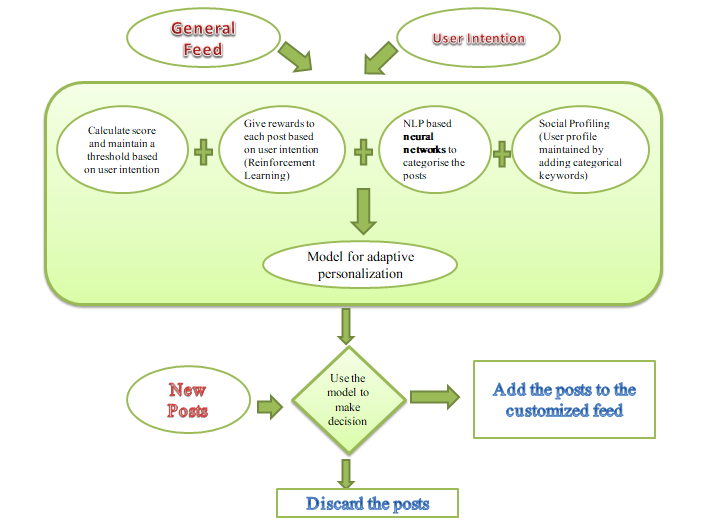 General
Feed
User Intention
Calculate score
and maintain a
threshold based
on user intention
Give rewards to
each post based
on user intention
(Reinforcement
Learning)
NLP based
neural
networks to
categorise the
posts
Social Profiling
(User profile
maintained by
adding categorical
keywords)
Model for adaptive
personalization
New
Posts
Use the
model to
make
decision
Add the posts to the
customized feed
Discard the posts